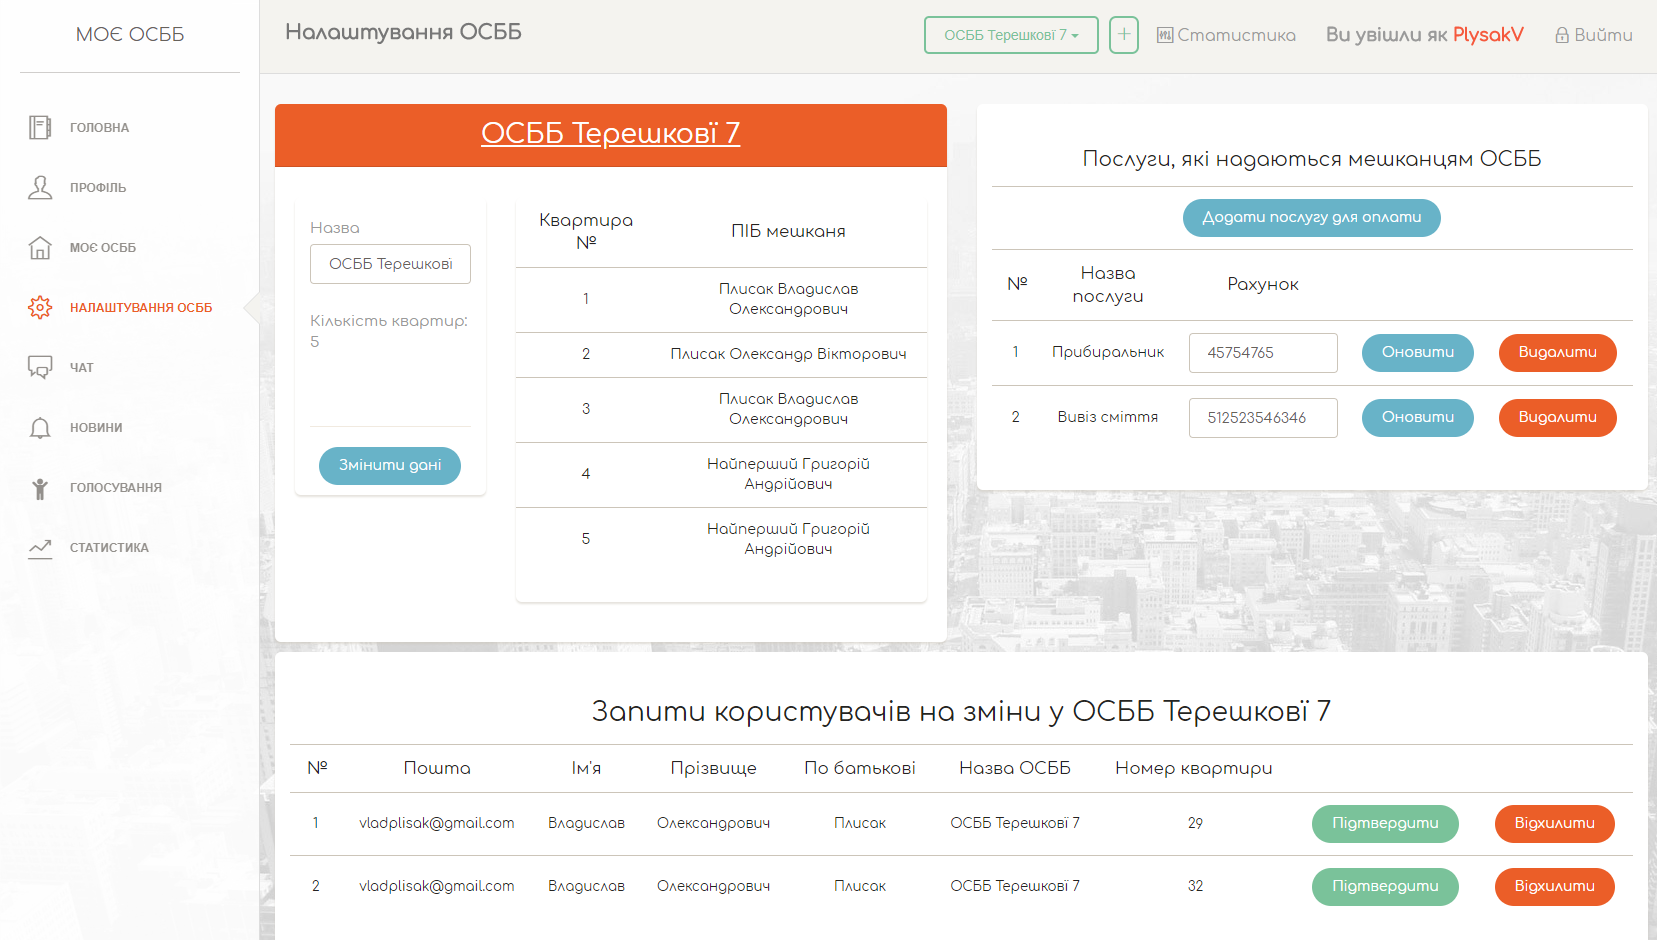 МОЄ ОСББ
ГОЛОВНА
ПРОФІЛЬ
МОЄ ОСББ
НАЛАШТУВАННЯ ОСББ
ЧАТ
НОВИНИ
ГОЛОСУВАННЯ
СТАТИСТИКА
Налаштування ОСББ
ОСББ Терешкові 7
+
Статистика
Ви увійшли як PlysakV
Вийти
ОСББ Терешковї 7
Назва
ОСББ Терешковї
Кількість квартир:
5
Змінити дані
Квартира
№
ПІБ мешканя
1
Плисак Владислав
Олександрович
2
Плисак Олександр Вікторович
3
Плисак Владислав
Олександрович
4
Найперший Григорій
Андрійович
5
Найперший Григорій
Андрійович
Послуги, які надаються мешканцям ОСББ
Додати послугу для оплати
№
Назва
послуги
Рахунок
1 Прибиральник 45754765 Оновити Видалити
2 Вивіз сміття 512523546346 Оновити Видалити
Запити користувачів на зміни у ОСББ Терешковї 7
№ Пошта Ім'я Прізвище По батькові Назва ОСББ Номер квартири
1 vladplisak@gmail.com Владислав Олександрович Плисак ОСББ Терешковї 7 29 Підтвердити Відхилити
2 vladplisak@gmail.com Владислав Олександрович Плисак ОСББ Терешковї 7 32 Підтвердити Відхилити